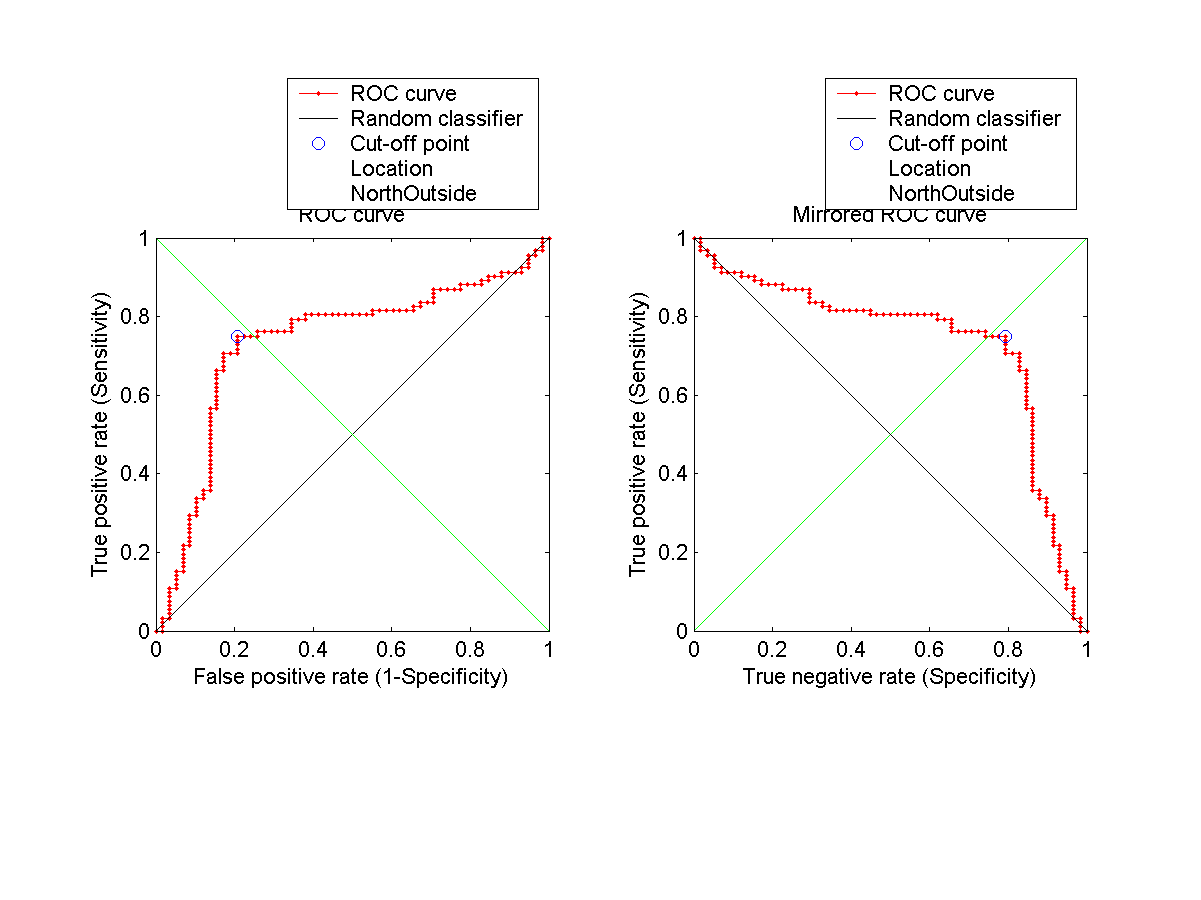 ROC curve
Random classifier
Cut-off point
Location
NorthOutside
ROC curve
1
0.8
0.6
0.4
0.2
0
True positive rate (Sensitivity)
0 0.2 0.4 0.6 0.8 1
False positive rate (1-Specificity)
ROC curve
Random classifier
Cut-off point
Location
NorthOutside
Mirrored ROC curve
1
0.8
0.6
0.4
0.2
0
True positive rate (Sensitivity)
0 0.2 0.4 0.6 0.8 1
True negative rate (Specificity)